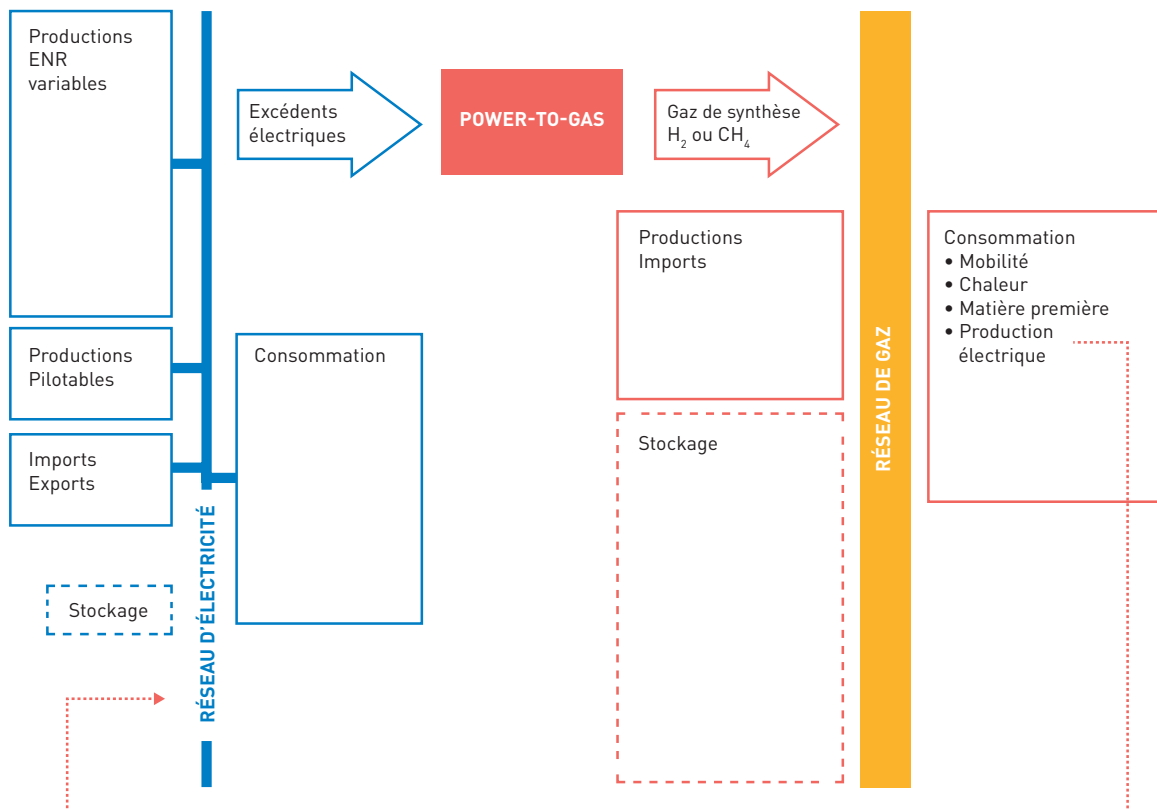 Productions
ENR
variables
Excédents
électriques
POWER-TO-GAS
Gaz de synthèse
H₂ ou CH₄
Productions
Imports
Consommation
• Mobilité
• Chaleur
• Matière première
• Production
électrique
Productions
Pilotables
Consommation
Imports
Exports
Stockage
Stockage
RÉSEAU D'ÉLECTRICITÉ
RÉSEAU DE GAZ